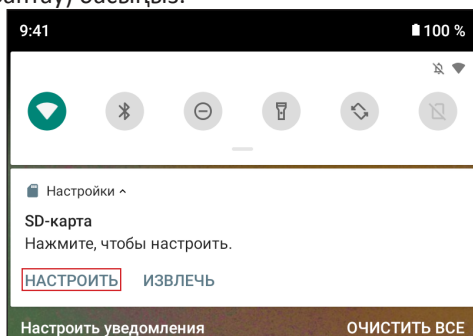 9:41 100 %
Настройки
SD-карта
Нажмите, чтобы настроить.
НАСТРОИТЬ ИЗВЛЕЧЬ
Настроить уведомления ОЧИСТИТЬ ВСЕ